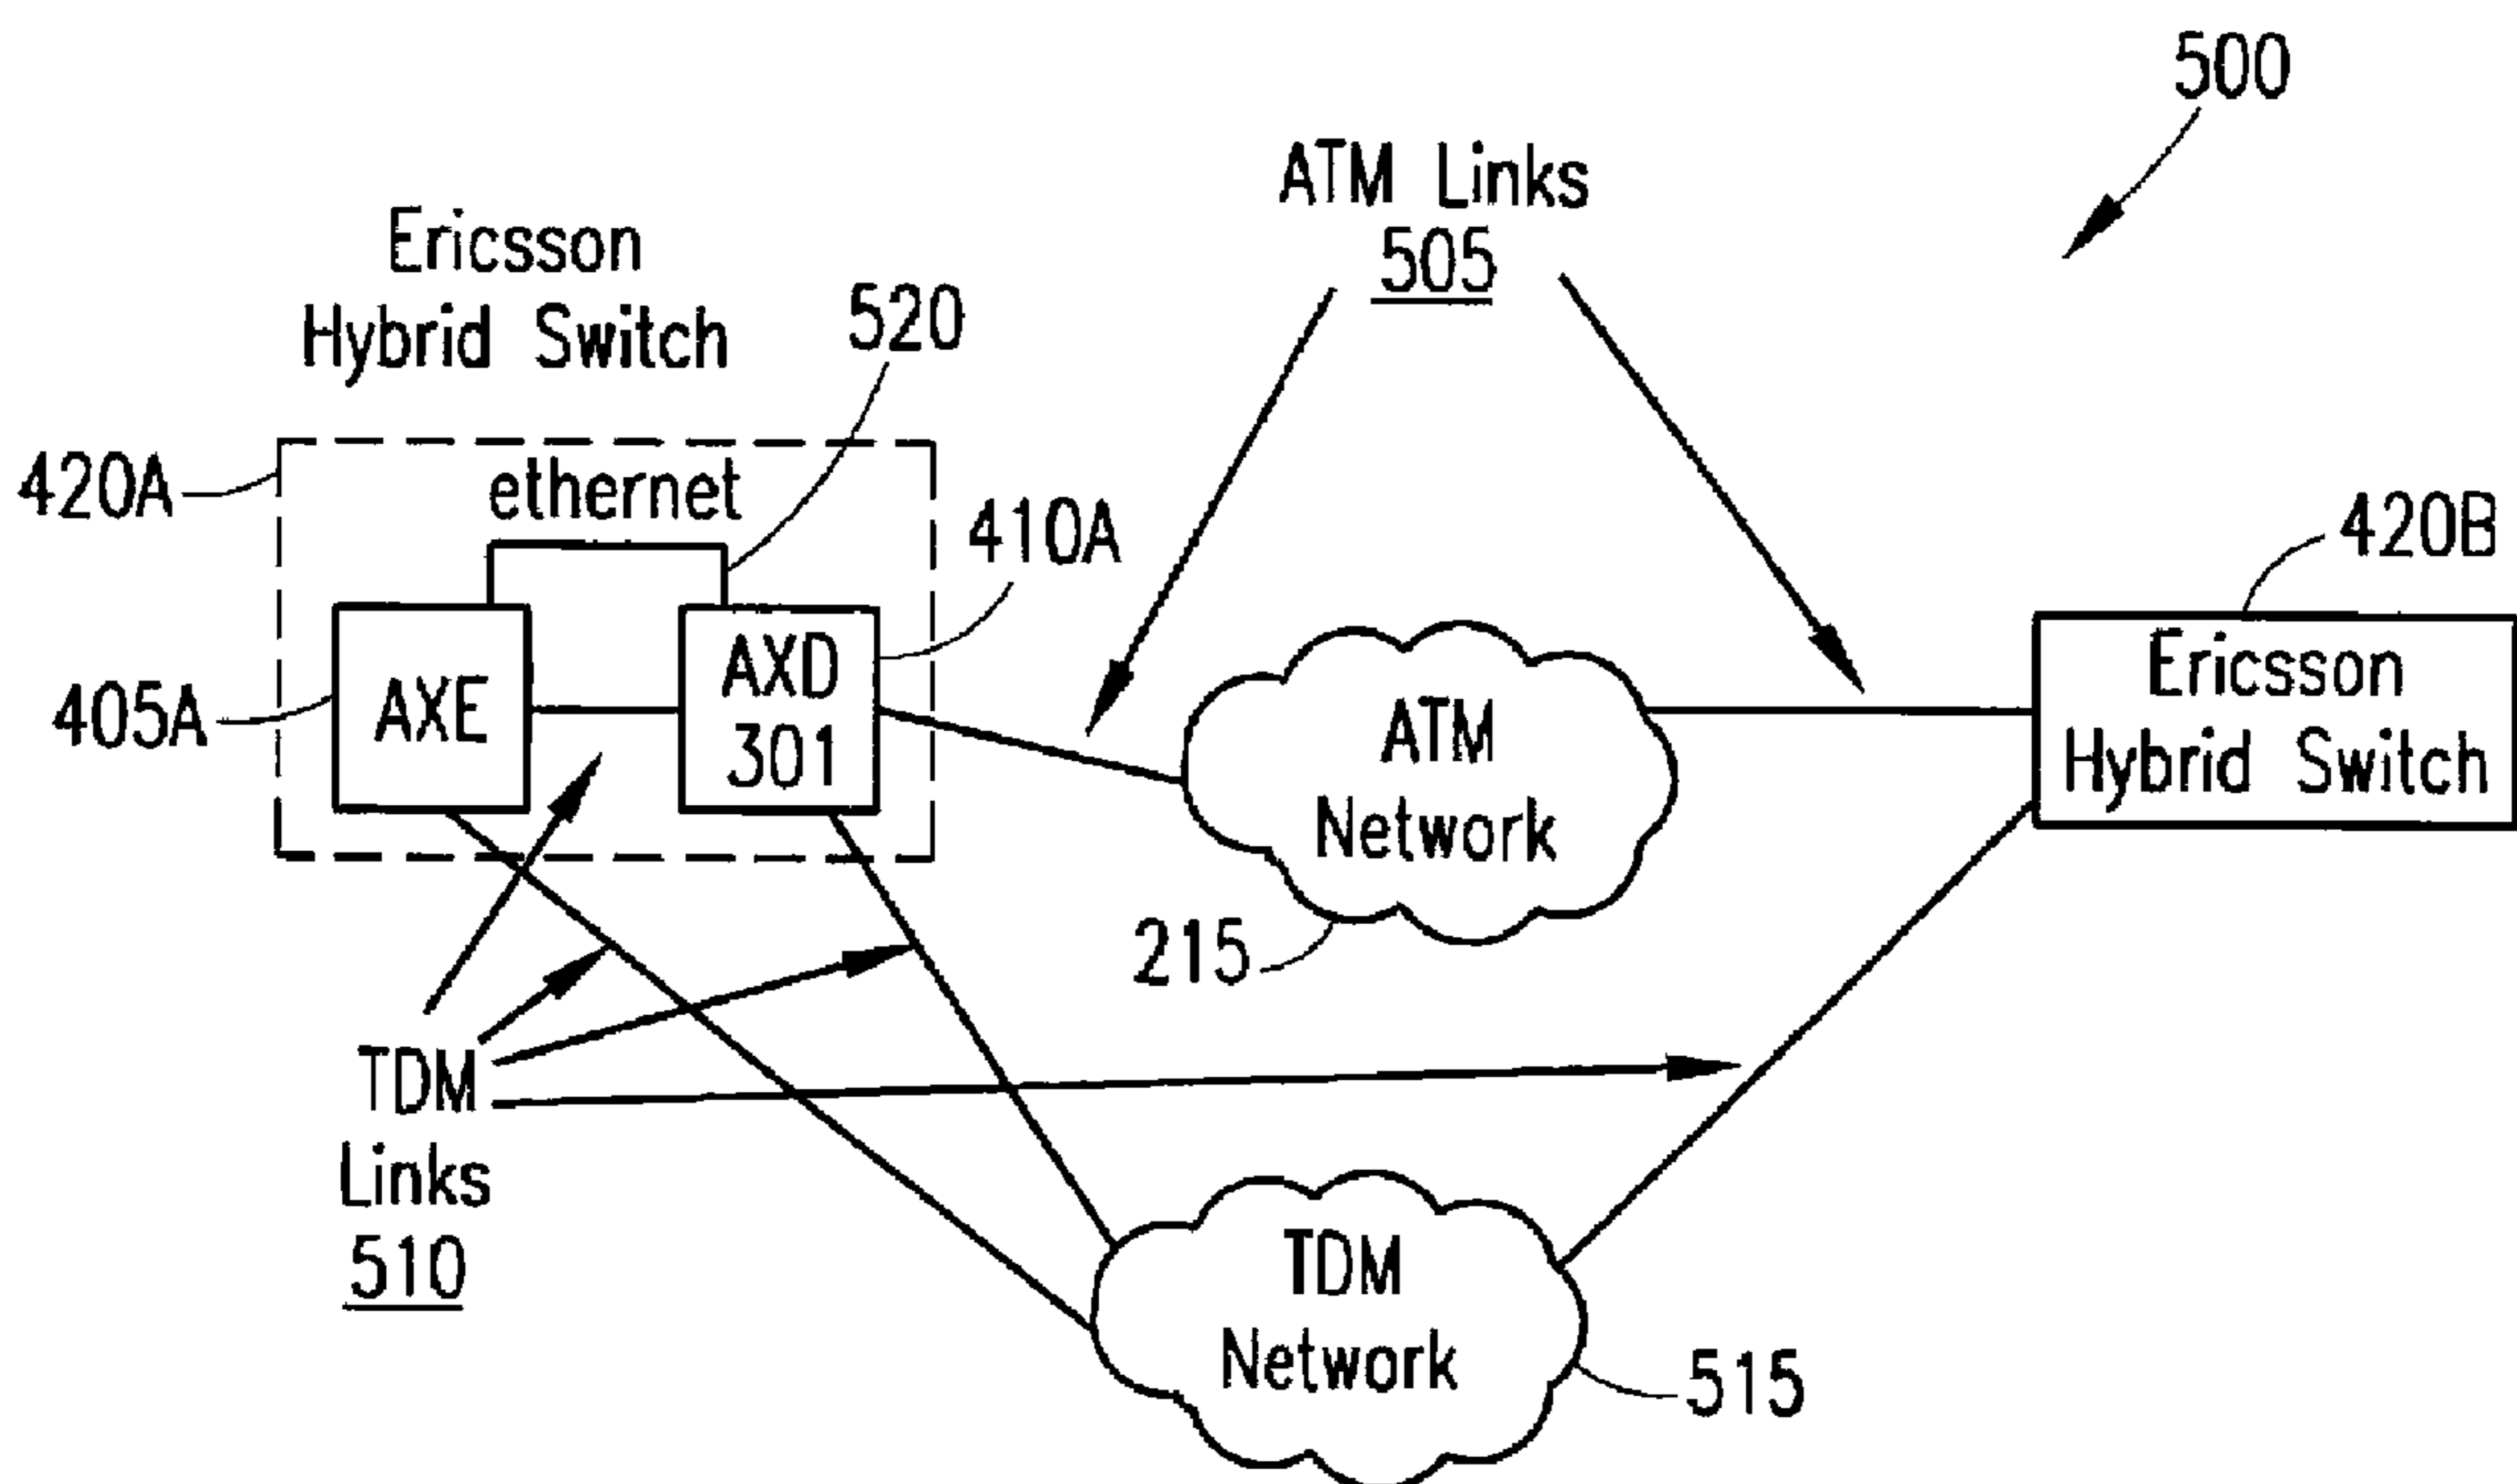 500
ATM Links
505
Ericsson
Hybrid Switch
520
420A
ethernet
410A
420B
405A
AXE
AXD
301
ATM
Network
Ericsson
Hybrid Switch
215
TDM
Links
510
TDM
Network
515